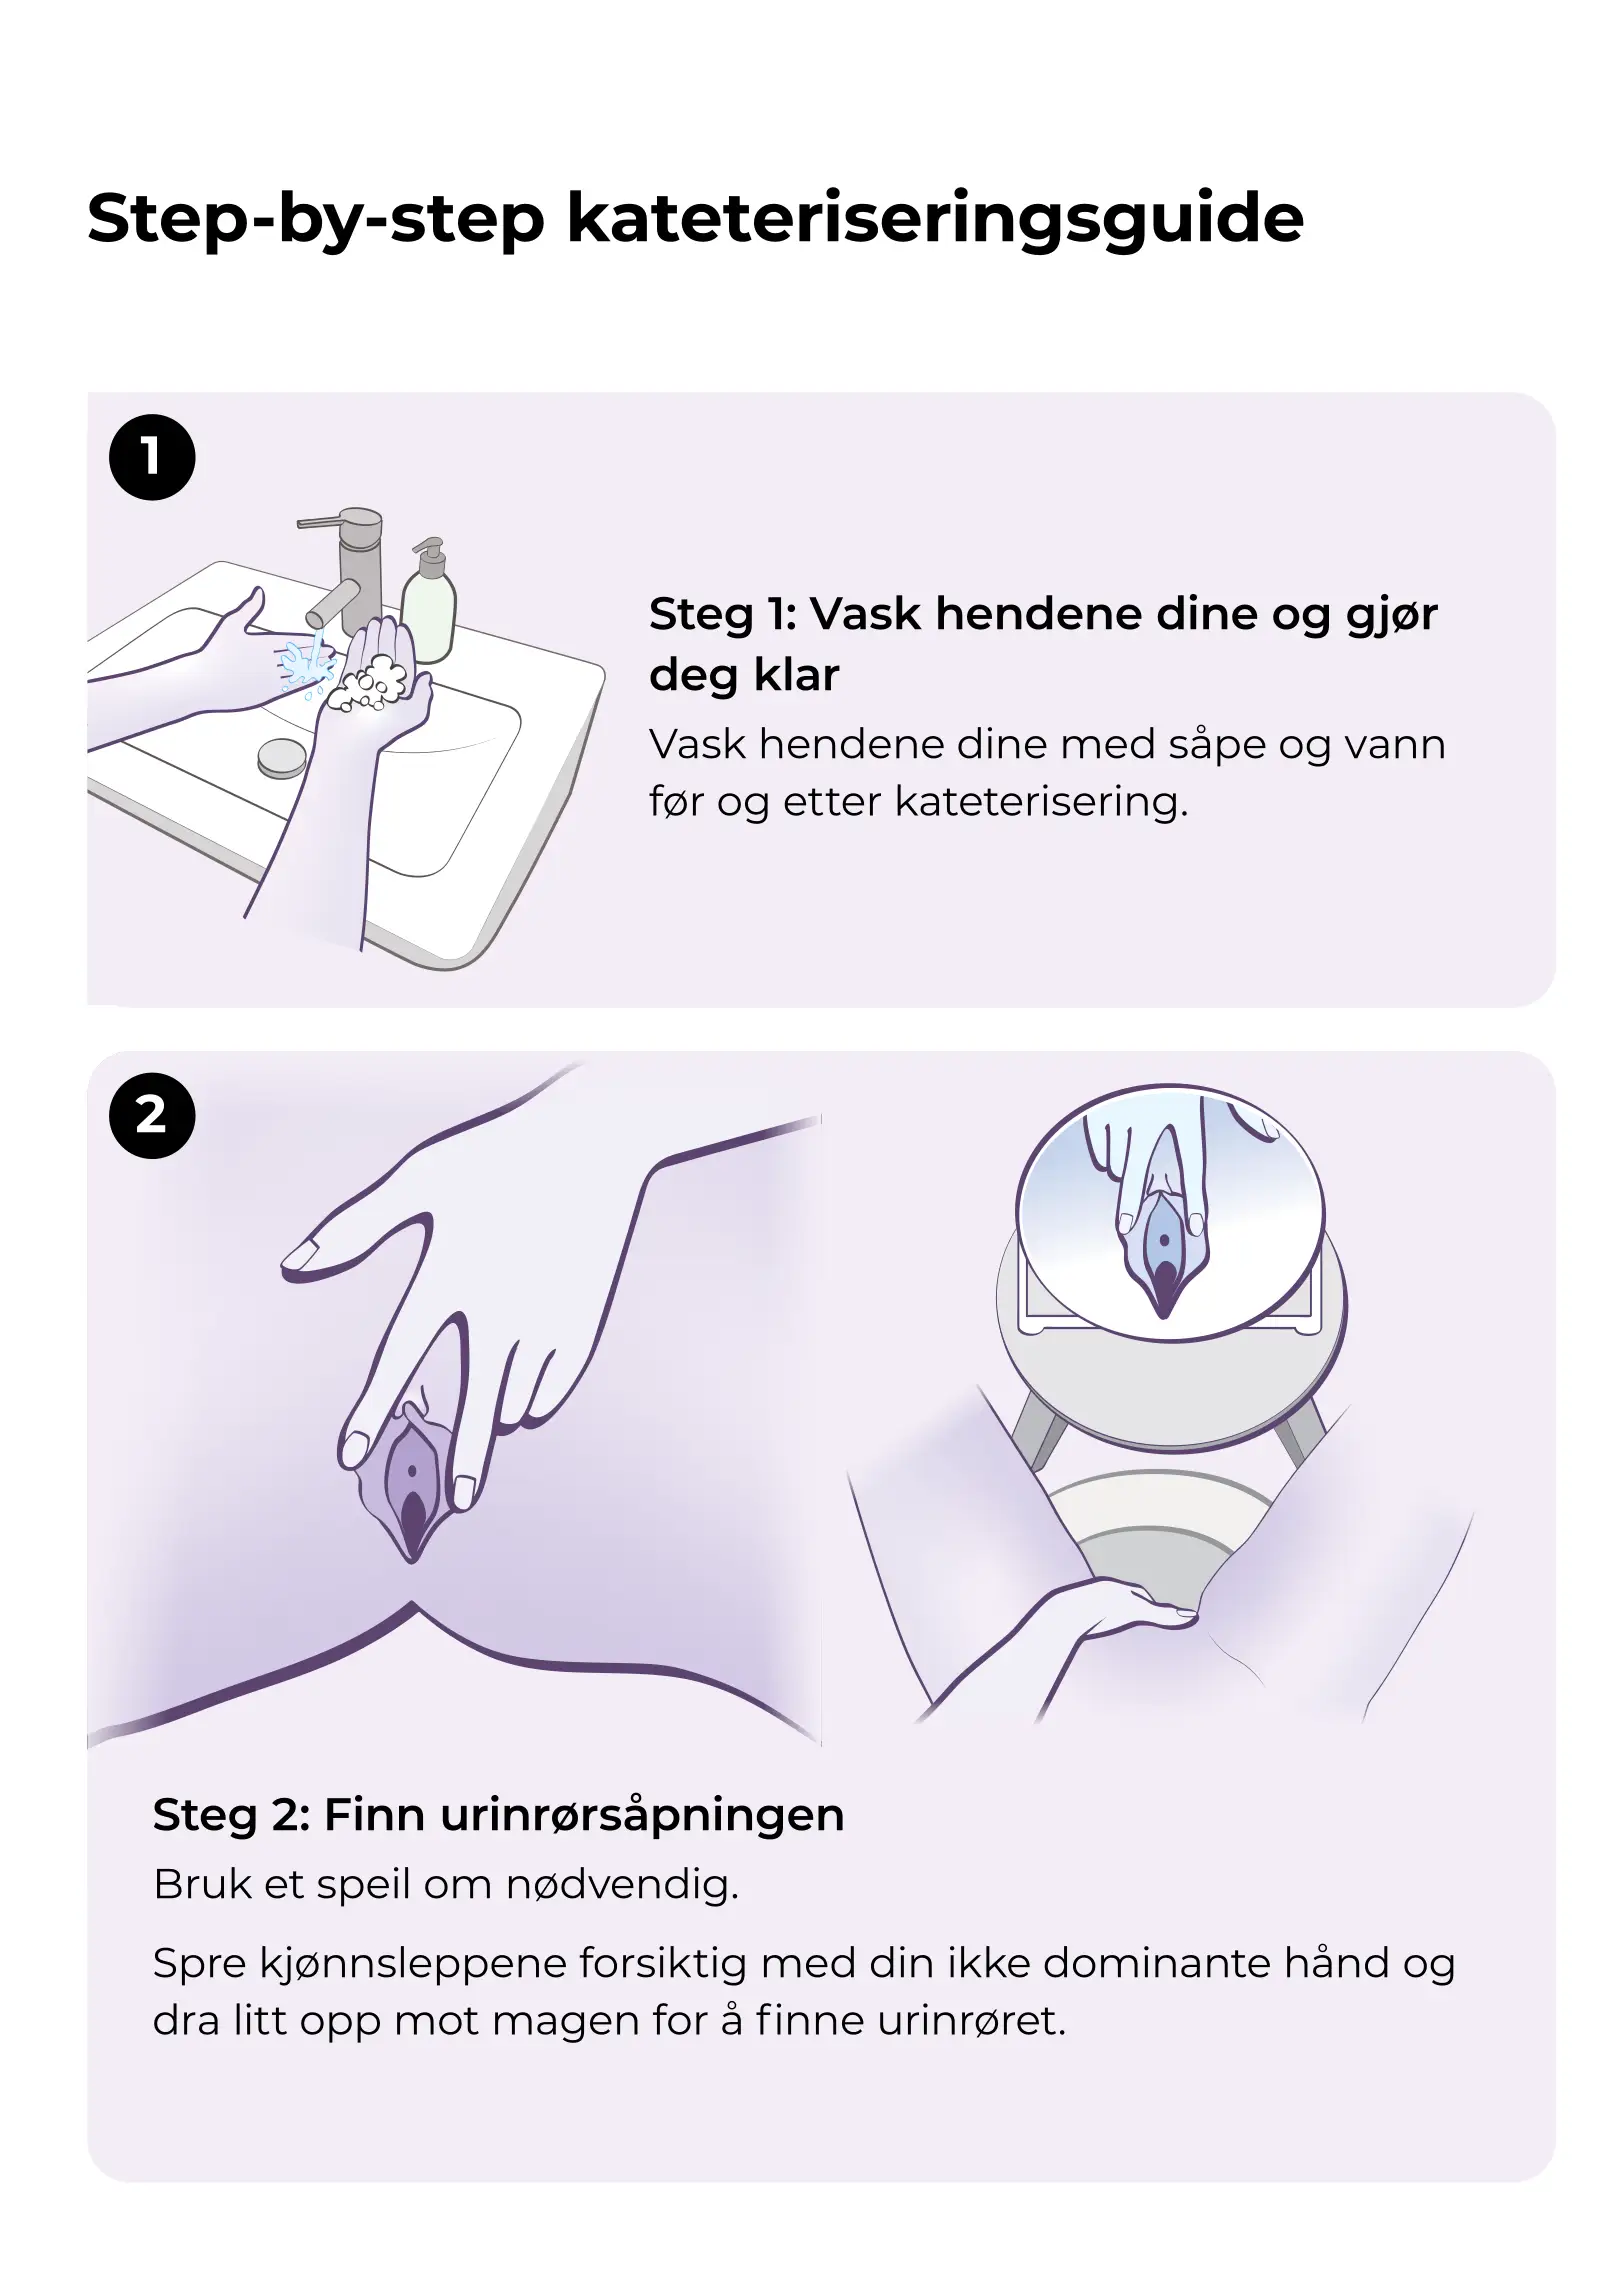 Step-by-step kateteriseringsguide
1
Steg 1: Vask hendene dine og gjør
deg klar
Vask hendene dine med såpe og vann
før og etter kateterisering.
2
Steg 2: Finn urinrørsåpningen
Bruk et speil om nødvendig.
Spre kjønnsleppene forsiktig med din ikke dominante hånd og
dra litt opp mot magen for å finne urinrøret.